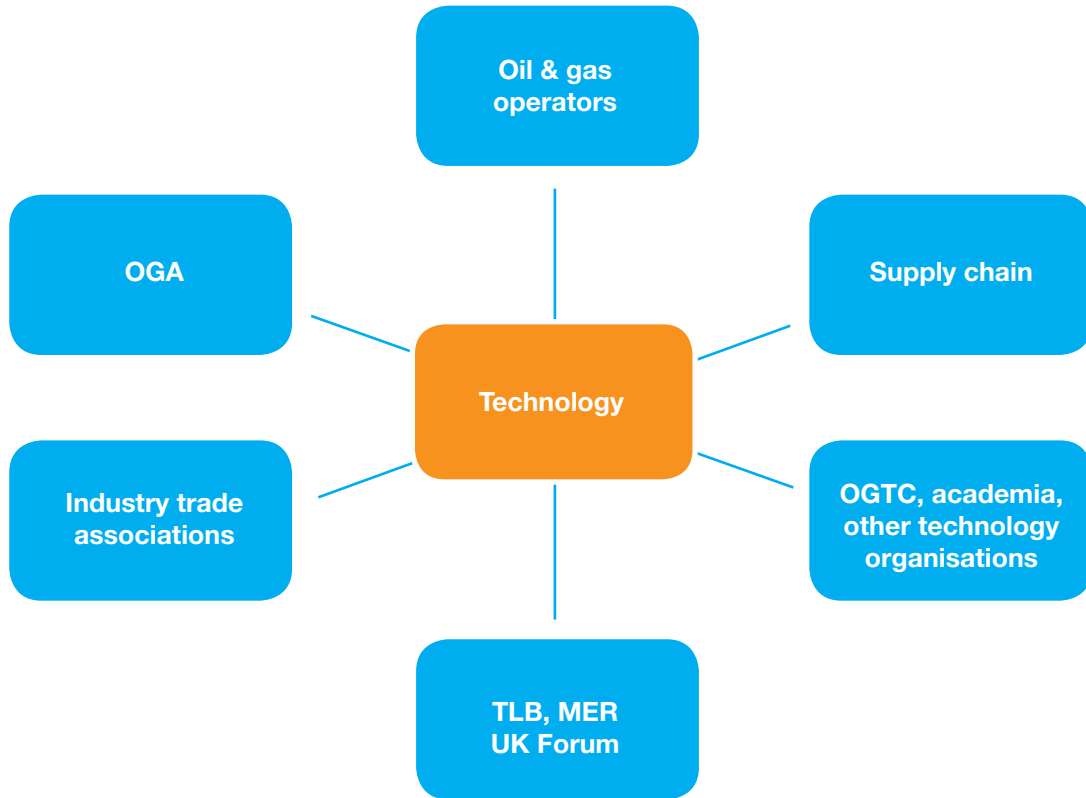 Oil & gas
operators
OGA
Supply chain
Technology
Industry trade
associations
OGTC, academia,
other technology
organisations
TLB, MER
UK Forum